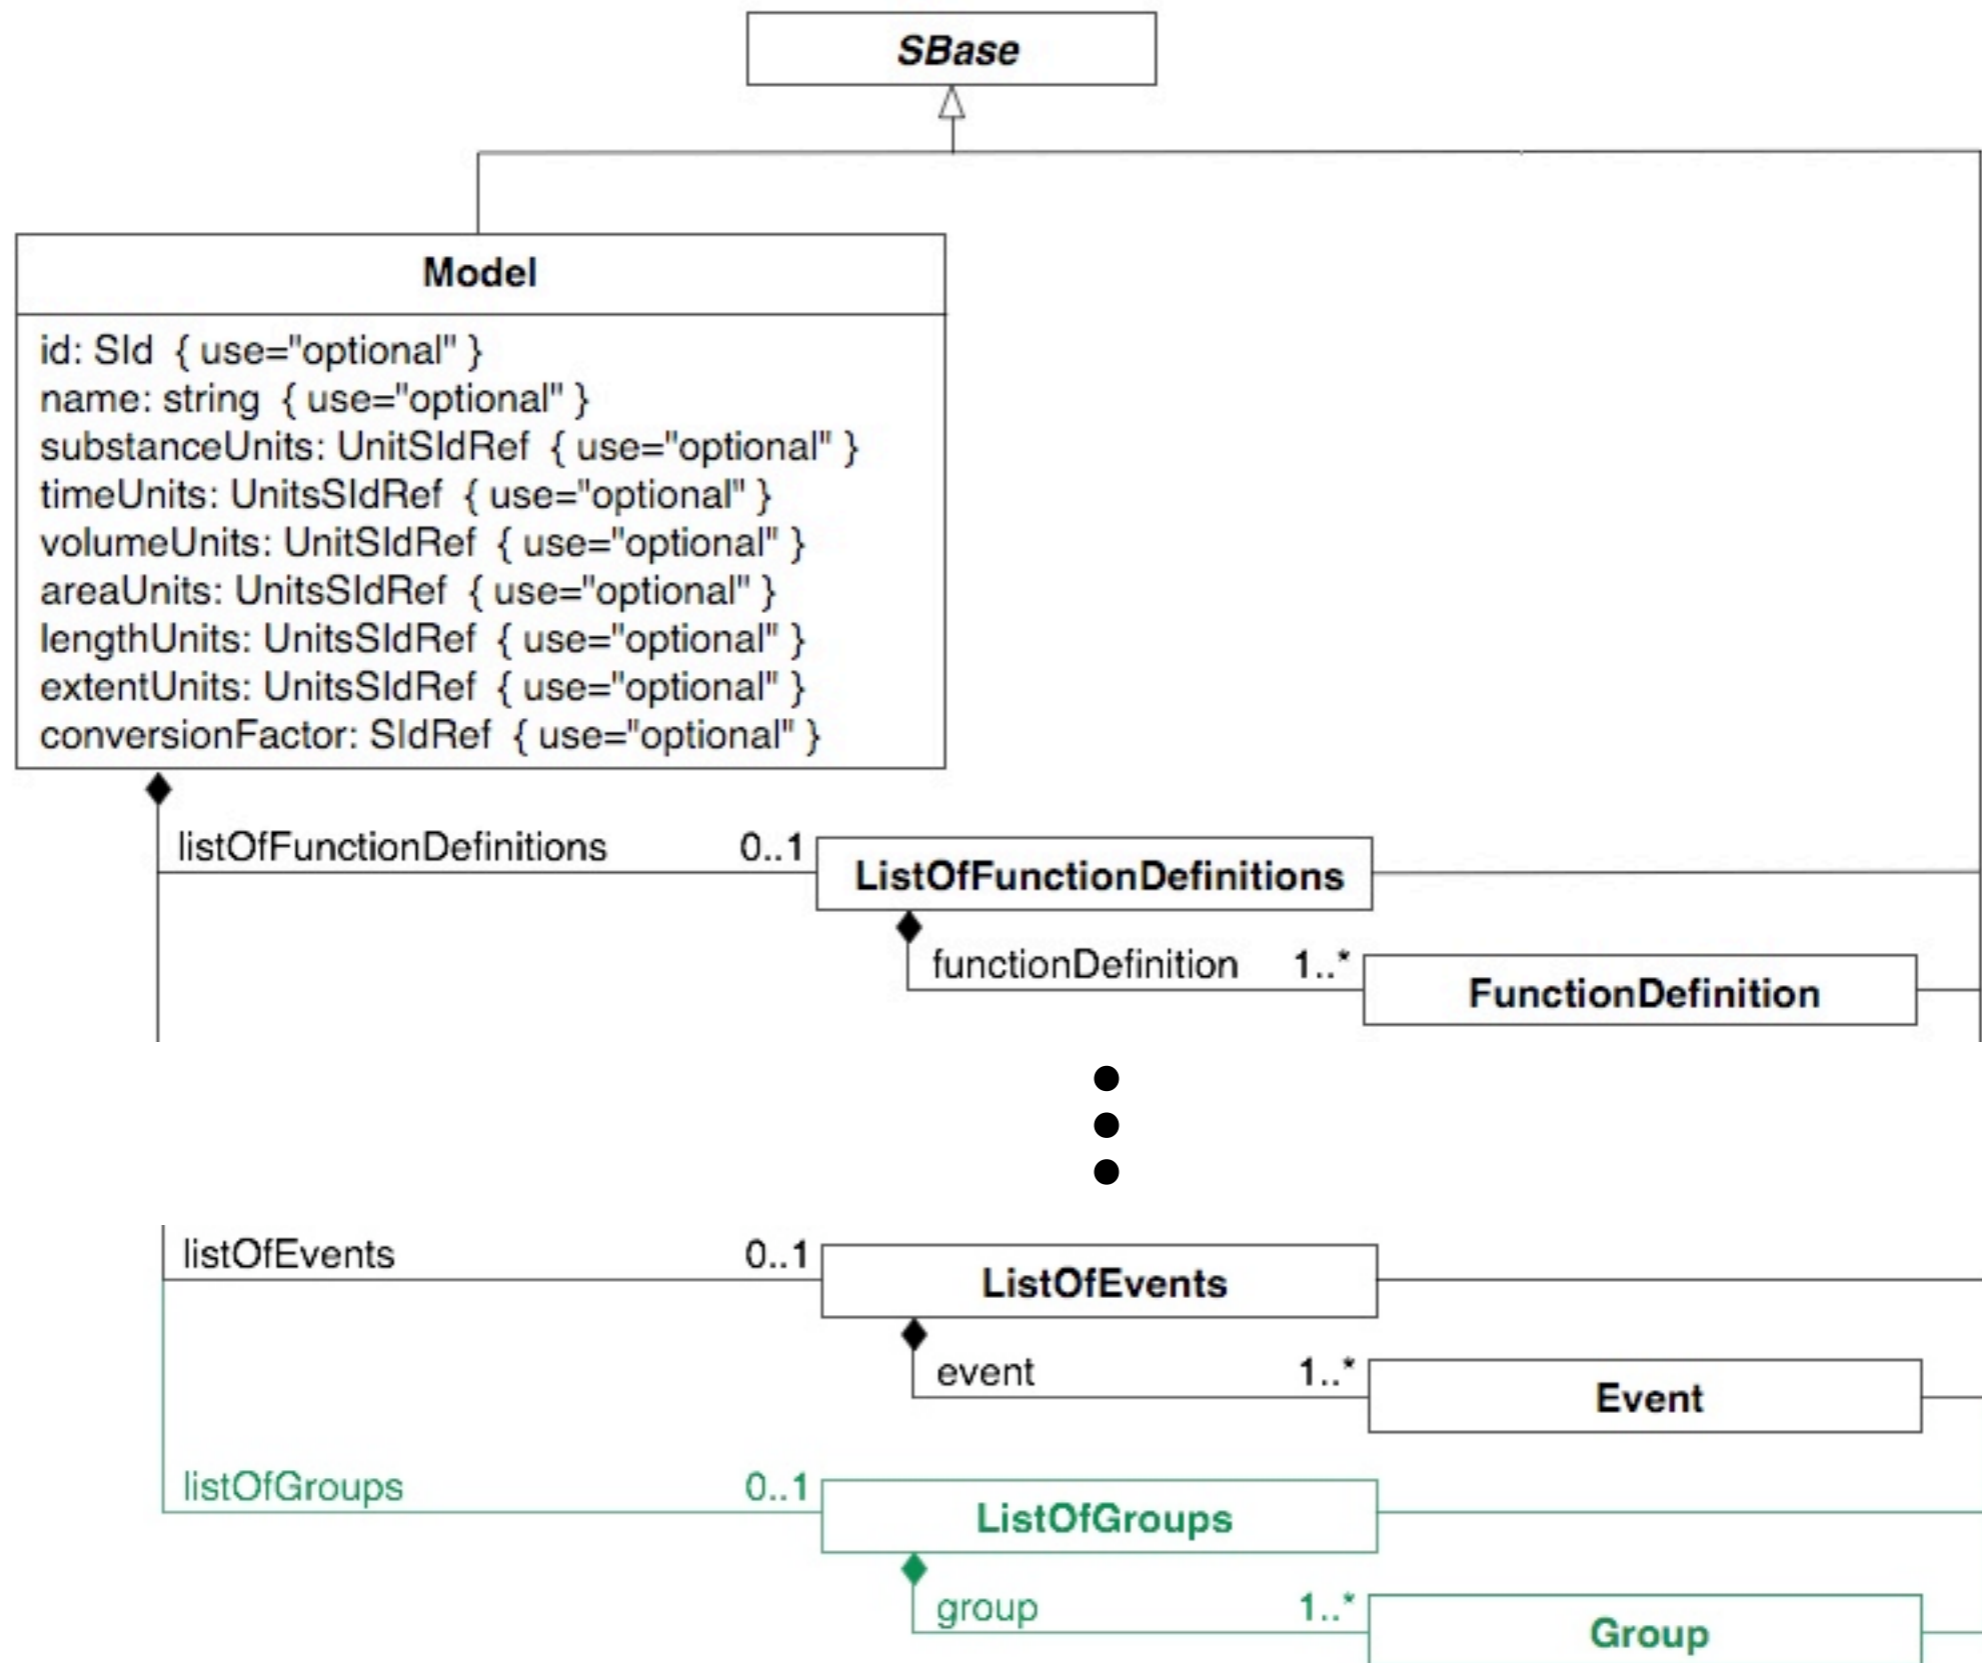 SBase
Model
id: SId { use="optional" }
name: string { use="optional" }
substanceUnits: UnitSIdRef { use="optional" }
timeUnits: UnitsSIdRef { use="optional" }
volumeUnits: UnitSIdRef { use="optional" }
areaUnits: UnitsSIdRef { use="optional" }
lengthUnits: UnitsSIdRef { use="optional" }
extentUnits: UnitsSIdRef { use="optional" }
conversionFactor: SIdRef { use="optional" }
listOfFunctionDefinitions 0..1
ListOfFunctionDefinitions
functionDefinition 1..*
FunctionDefinition
listOfEvents 0..1
ListOfEvents
event 1..*
Event
listOfGroups 0..1
ListOfGroups
group 1..*
Group